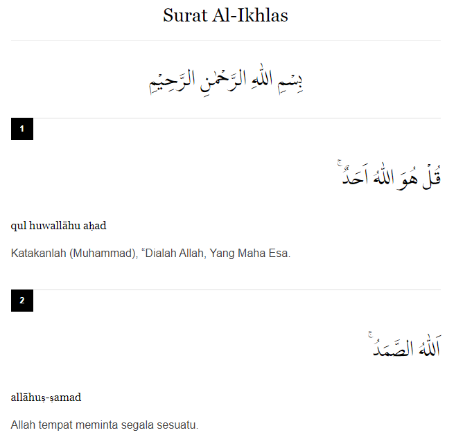 Surat Al-Ikhlas
بِسْمِ اللّٰهِ الرَّحْمٰنِ الرَّحِيْمِ
1
قُلْ هُوَ اللّٰهُ اَحَدٌۚ
qul huwallāhu aḥad
Katakanlah (Muhammad), “Dialah Allah, Yang Maha Esa.
2
اَللّٰهُ الصَّمَدُۚ
allāhuṣ-ṣamad
Allah tempat meminta segala sesuatu.